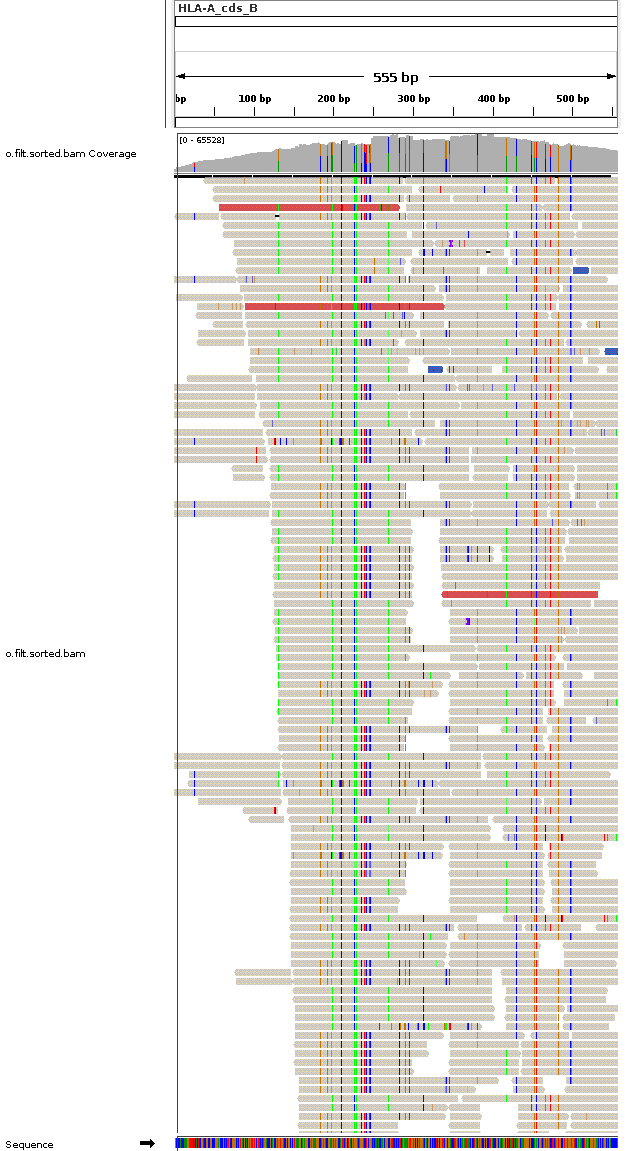 HLA-A_cds_B
555 bp
bp 100 bp 200 bp 300 bp 400 bp 500 bp
o.filt.sorted.bam Coverage
[0 - 65528]
o.filt.sorted.bam
Sequence